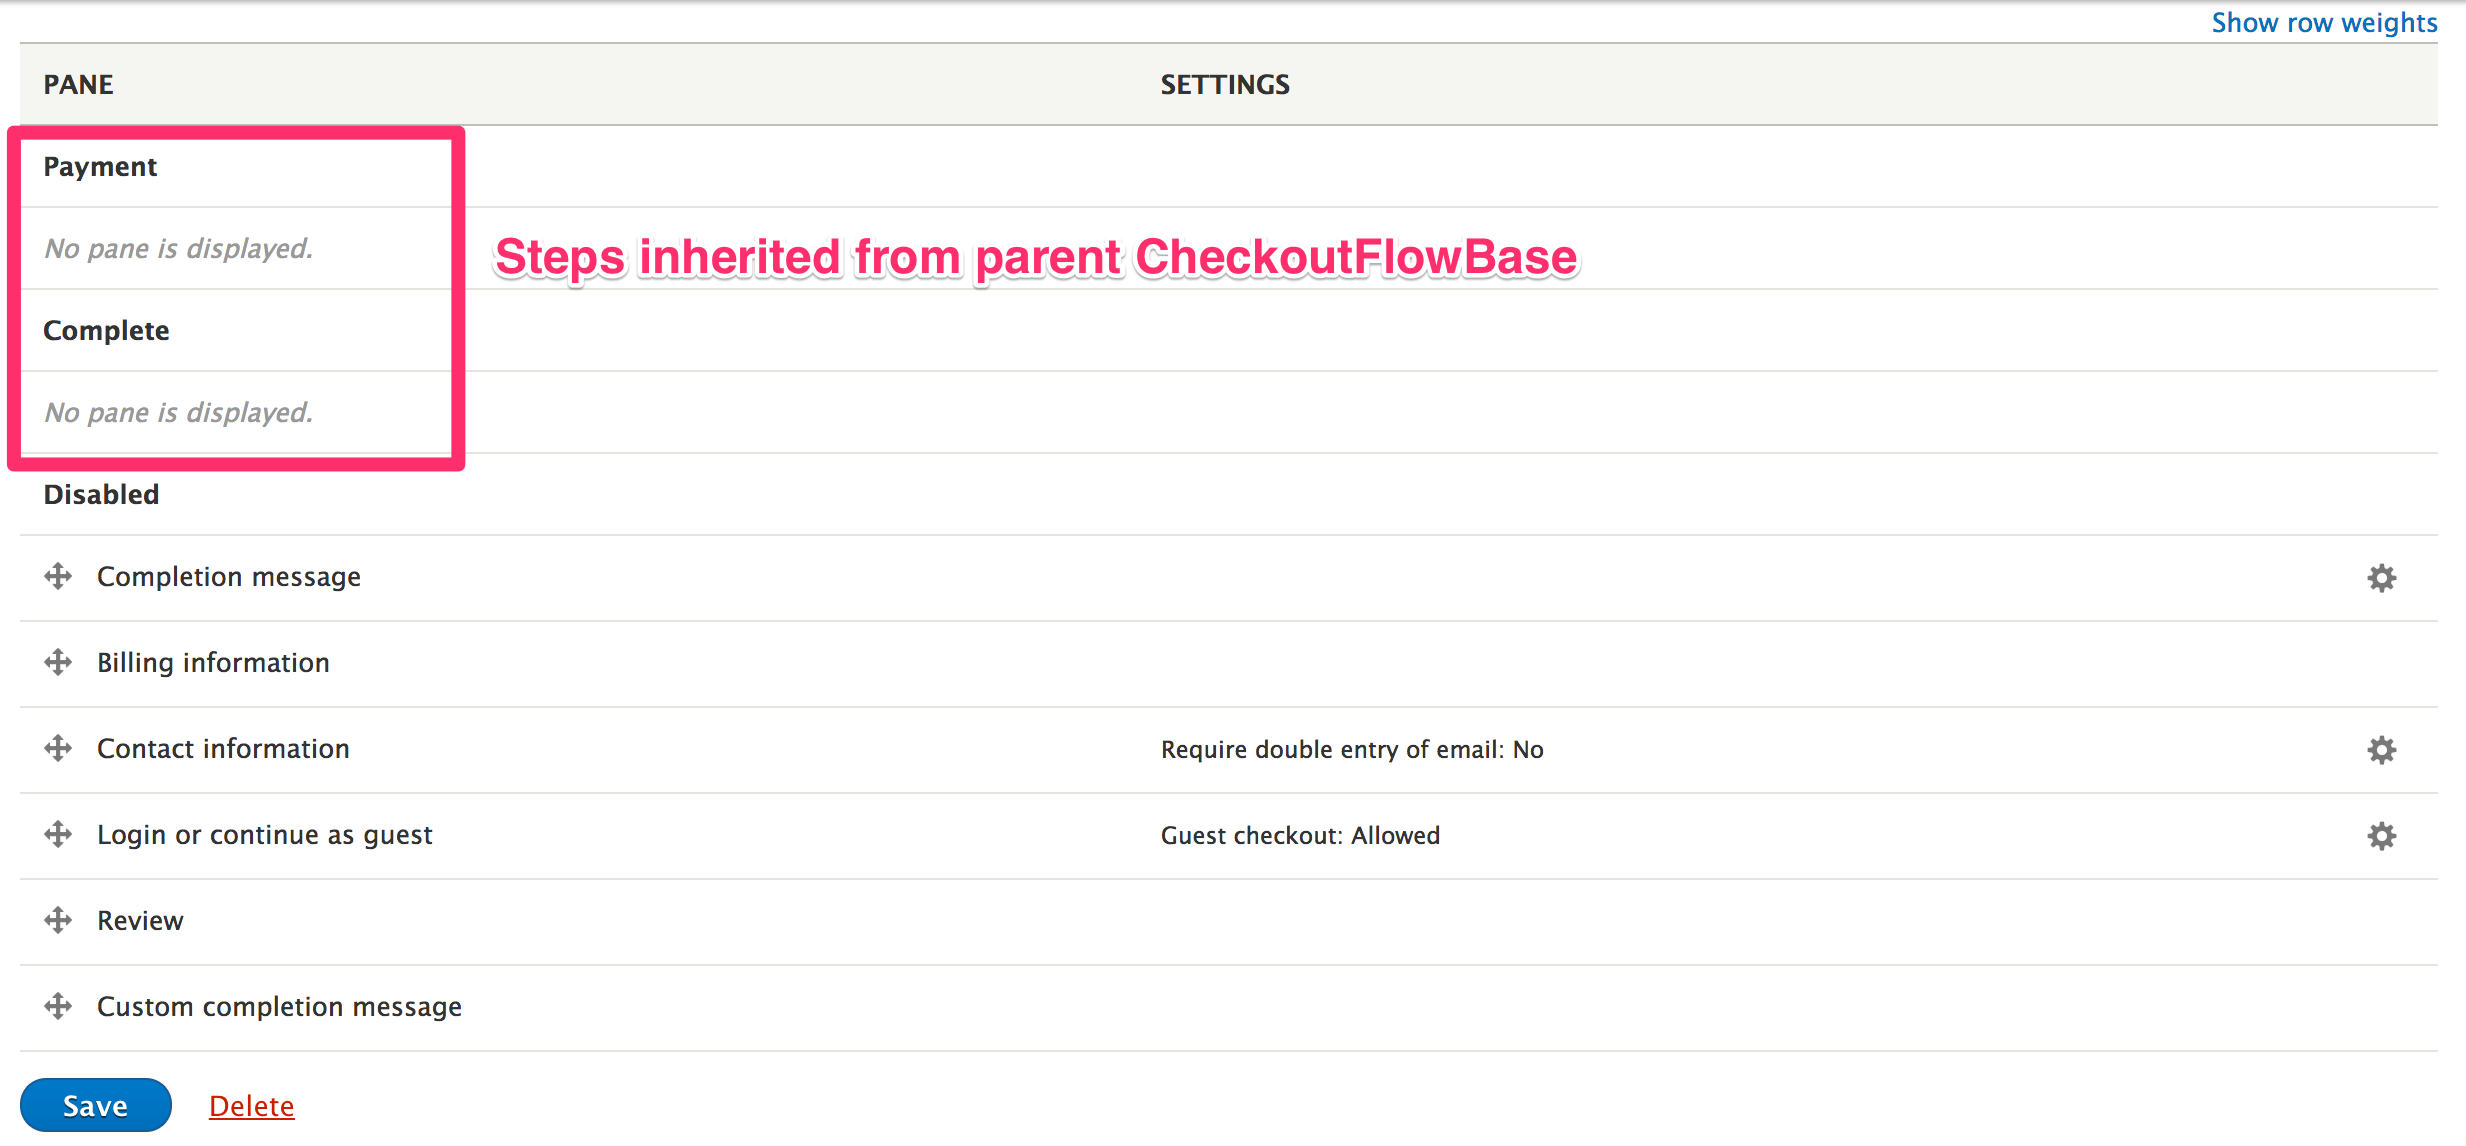 Show row weights
PANE SETTINGS
Payment
No pane is displayed.
Steps inherited from parent CheckoutFlowBase
Complete
No pane is displayed.
Disabled
Completion message
Billing information
Contact information Require double entry of email: No
Login or continue as guest Guest checkout: Allowed
Review
Custom completion message
Save Delete